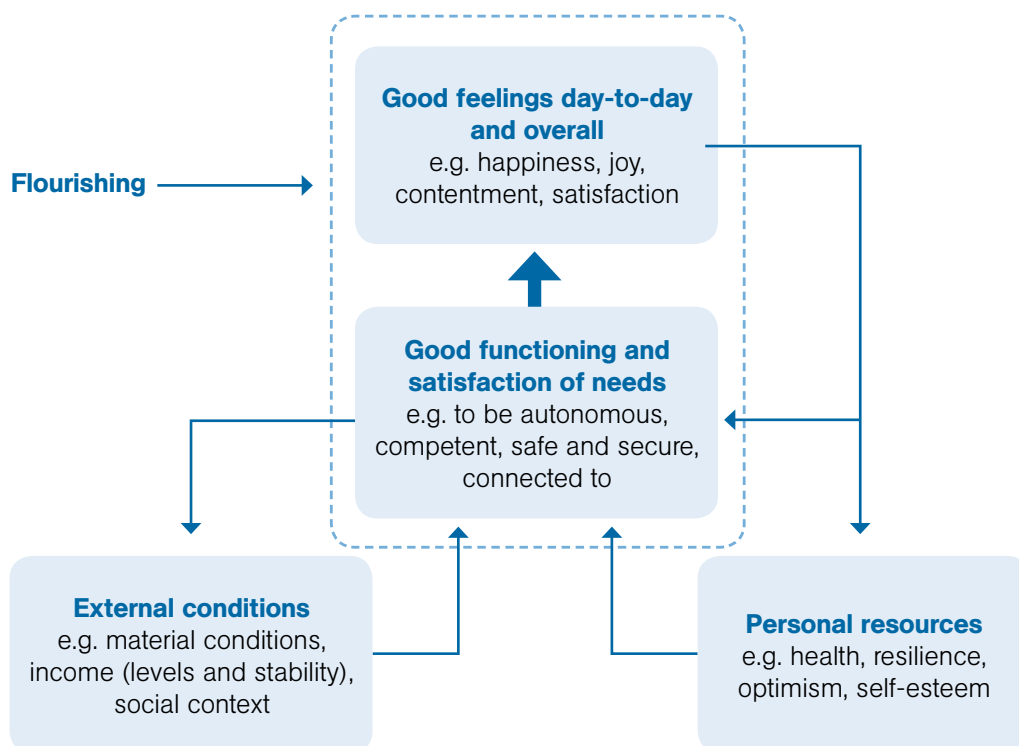 Good feelings day-to-day
and overall
e.g. happiness, joy,
contentment, satisfaction
Flourishing
Good functioning and
satisfaction of needs
e.g. to be autonomous,
competent, safe and secure,
connected to
External conditions
e.g. material conditions,
income (levels and stability),
social context
Personal resources
e.g. health, resilience,
optimism, self-esteem